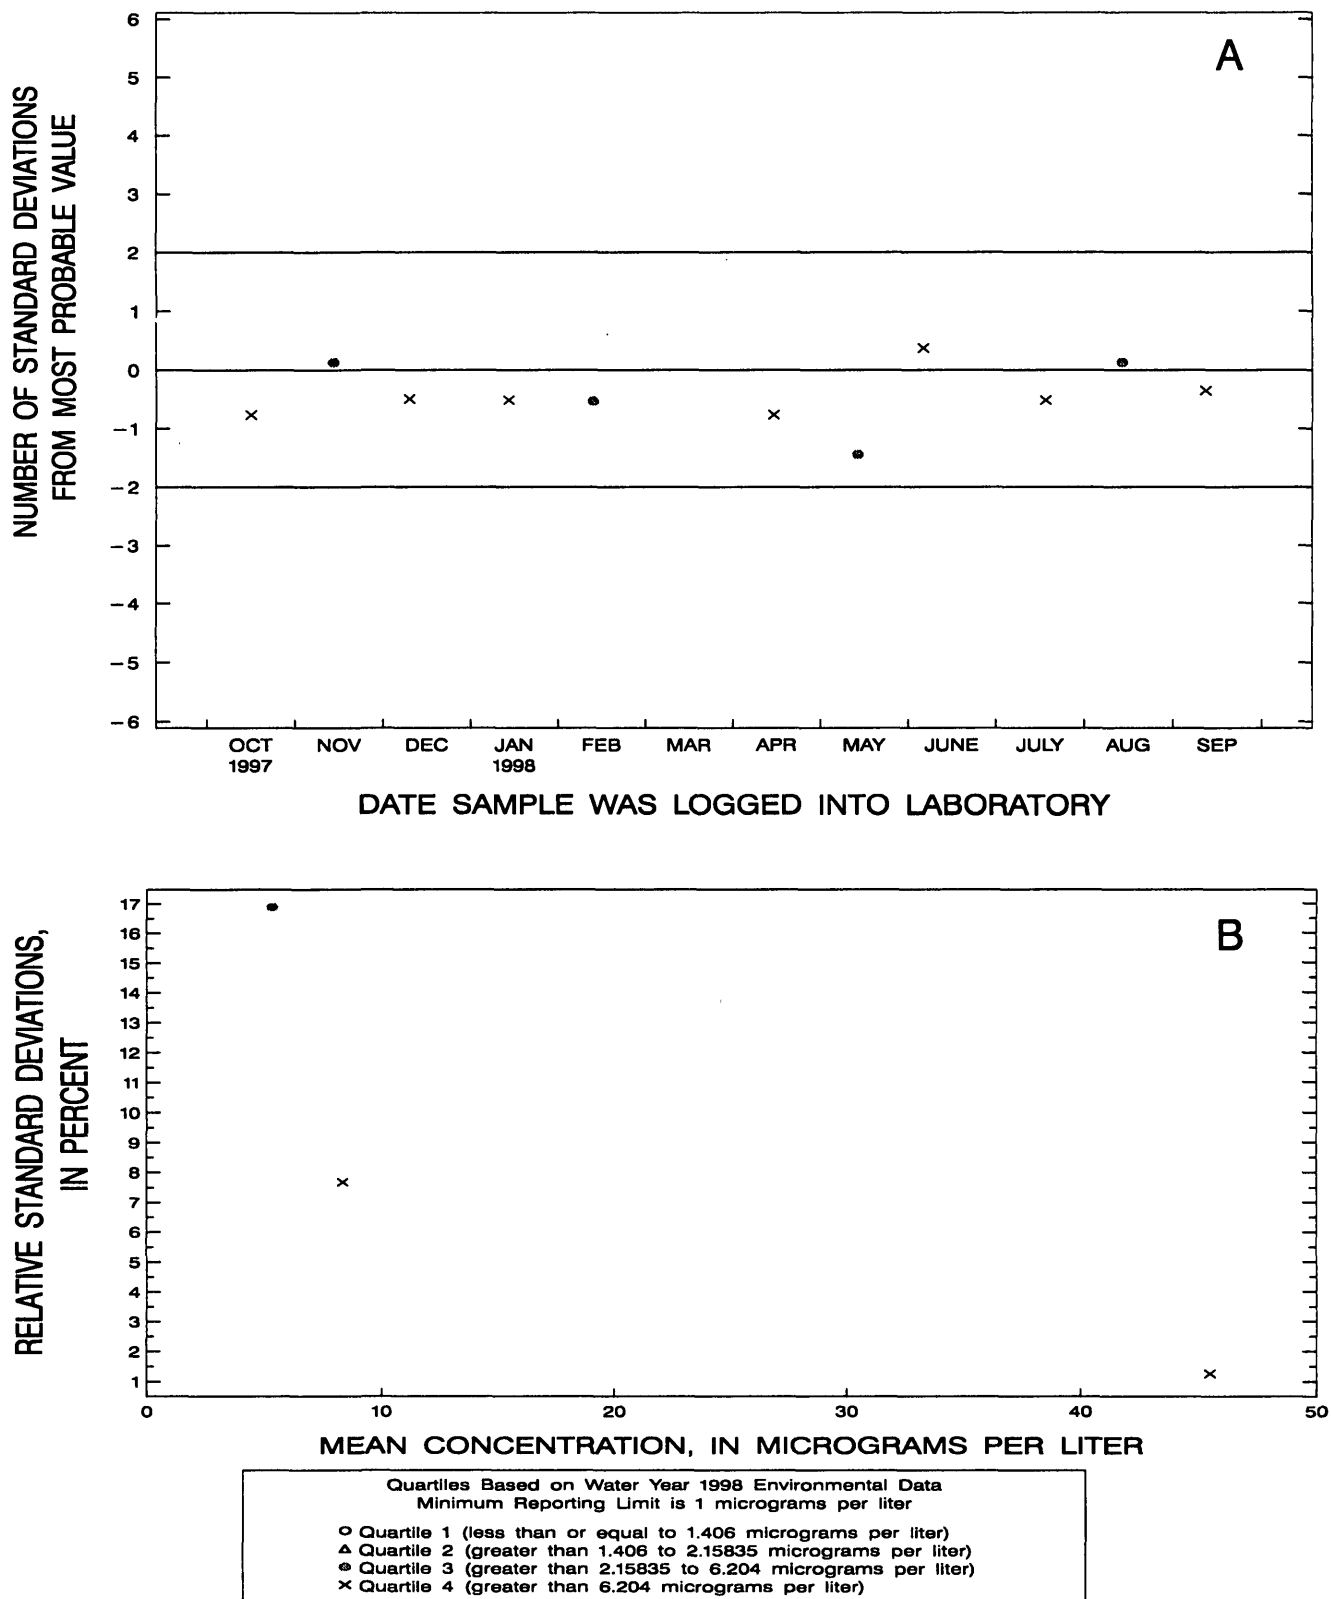 A
NUMBER OF STANDARD DEVIATIONS
FROM MOST PROBABLE VALUE
6
5
4
3
2
1
0
−1
−2
−3
−4
−5
−6
OCT NOV DEC JAN FEB MAR APR MAY JUNE JULY AUG SEP
1997 1998
DATE SAMPLE WAS LOGGED INTO LABORATORY
B
RELATIVE STANDARD DEVIATIONS,
IN PERCENT
17
16
15
14
13
12
11
10
9
8
7
6
5
4
3
2
1
0 10 20 30 40 50
MEAN CONCENTRATION, IN MICROGRAMS PER LITER
Quartiles Based on Water Year 1998 Environmental Data
Minimum Reporting Limit is 1 micrograms per liter
Quartile 1 (less than or equal to 1.406 micrograms per liter)
Quartile 2 (greater than 1.406 to 2.15835 micrograms per liter)
Quartile 3 (greater than 2.15835 to 6.204 micrograms per liter)
Quartile 4 (greater than 6.204 micrograms per liter)